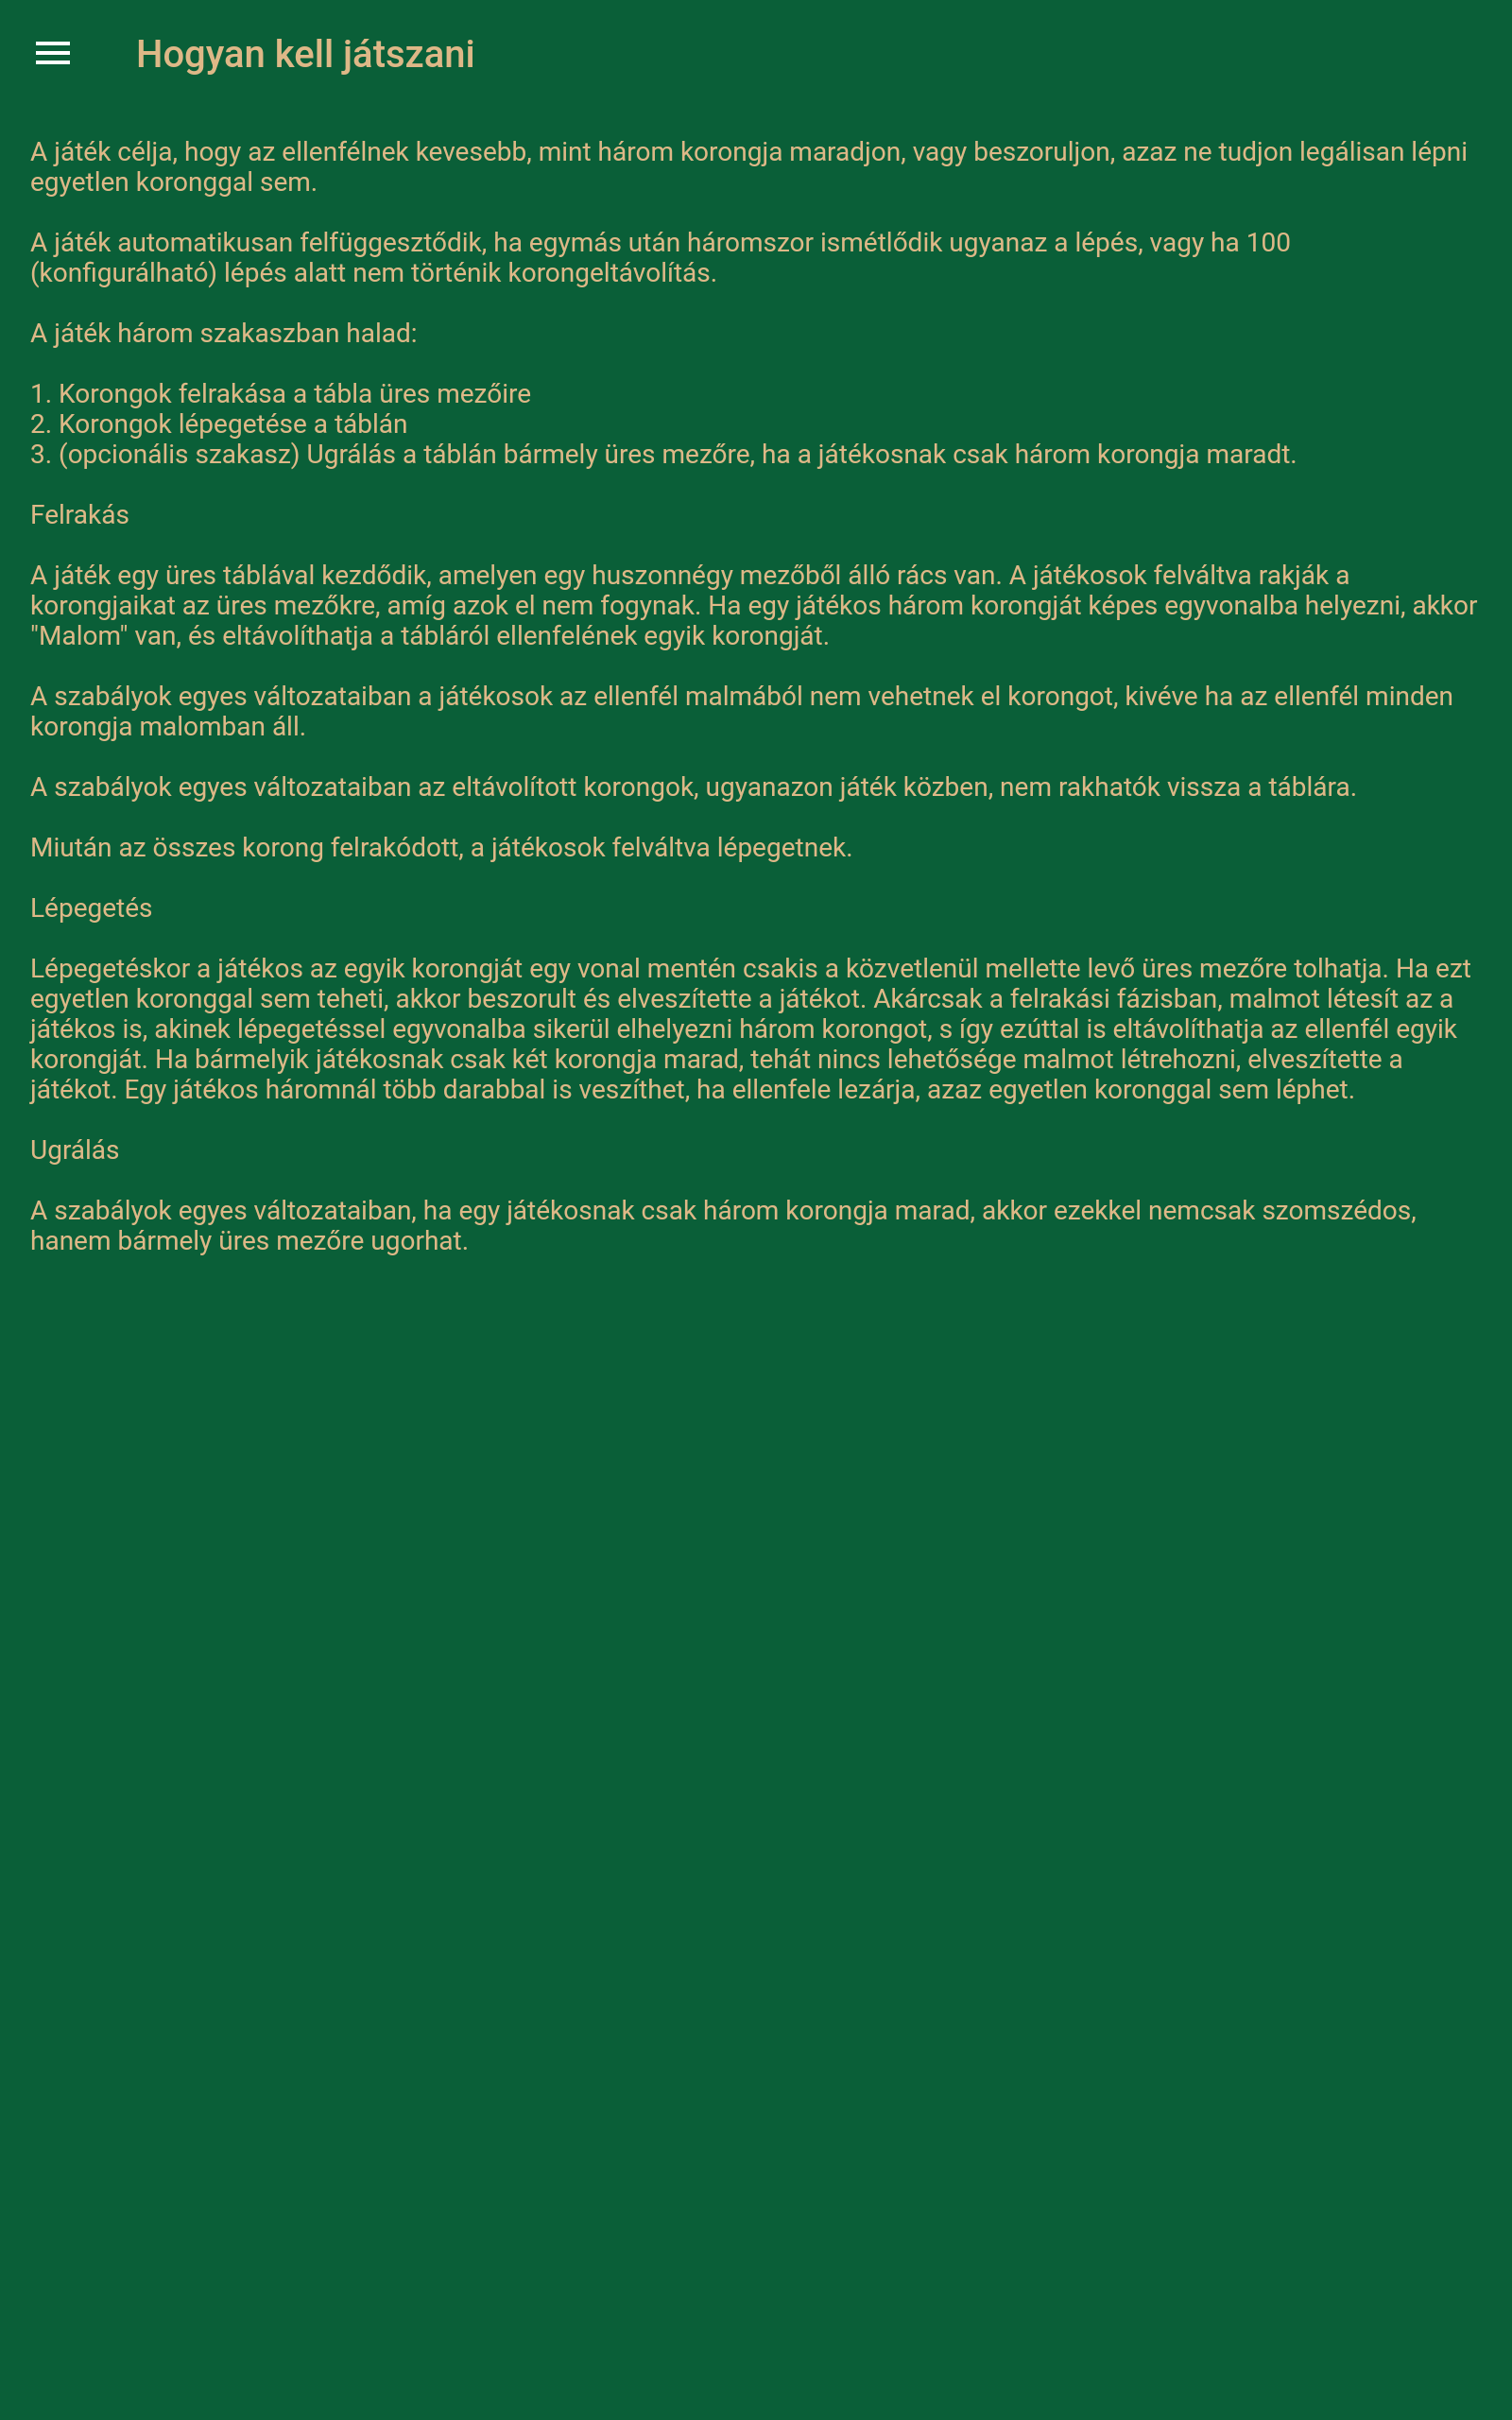 Hogyan kell játszani
A játék célja, hogy az ellenfélnek kevesebb, mint három korongja maradjon, vagy beszoruljon, azaz ne tudjon legálisan lépni
egyetlen koronggal sem.
A játék automatikusan felfüggesztődik, ha egymás után háromszor ismétlődik ugyanaz a lépés, vagy ha 100
(konfigurálható) lépés alatt nem történik korongeltávolítás.
A játék három szakaszban halad:
1. Korongok felrakása a tábla üres mezőire
2. Korongok lépegetése a táblán
3. (opcionális szakasz) Ugrálás a táblán bármely üres mezőre, ha a játékosnak csak három korongja maradt.
Felrakás
A játék egy üres táblával kezdődik, amelyen egy huszonnégy mezőből álló rács van. A játékosok felváltva rakják a
korongjaikat az üres mezőkre, amíg azok el nem fogynak. Ha egy játékos három korongját képes egyvonalba helyezni, akkor
"Malom" van, és eltávolíthatja a tábláról ellenfelének egyik korongját.
A szabályok egyes változataiban a játékosok az ellenfél malmából nem vehetnek el korongot, kivéve ha az ellenfél minden
korongja malomban áll.
A szabályok egyes változataiban az eltávolított korongok, ugyanazon játék közben, nem rakhatók vissza a táblára.
Miután az összes korong felrakódott, a játékosok felváltva lépegetnek.
Lépegetés
Lépegetéskor a játékos az egyik korongját egy vonal mentén csakis a közvetlenül mellette levő üres mezőre tolhatja. Ha ezt
egyetlen koronggal sem teheti, akkor beszorult és elveszítette a játékot. Akárcsak a felrakási fázisban, malmot létesít az a
játékos is, akinek lépegetéssel egyvonalba sikerül elhelyezni három korongot, s így ezúttal is eltávolíthatja az ellenfél egyik
korongját. Ha bármelyik játékosnak csak két korongja marad, tehát nincs lehetősége malmot létrehozni, elveszítette a
játékot. Egy játékos háromnál több darabbal is veszíthet, ha ellenfele lezárja, azaz egyetlen koronggal sem léphet.
Ugrálás
A szabályok egyes változataiban, ha egy játékosnak csak három korongja marad, akkor ezekkel nemcsak szomszédos,
hanem bármely üres mezőre ugorhat.